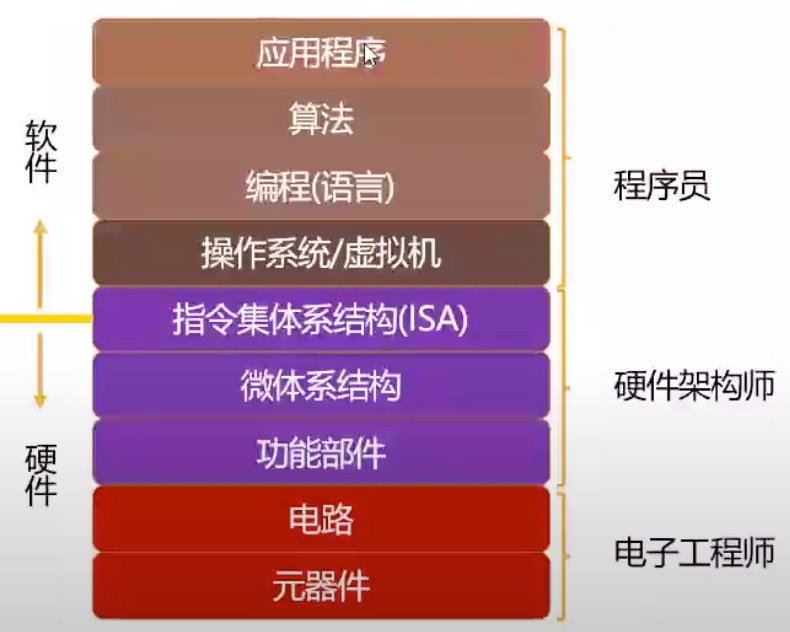 应用程序
算法
编程(语言)
操作系统/虚拟机
指令集体系结构(ISA)
微体系结构
功能部件
电路
元器件
软件
硬件
程序员
硬件架构师
电子工程师